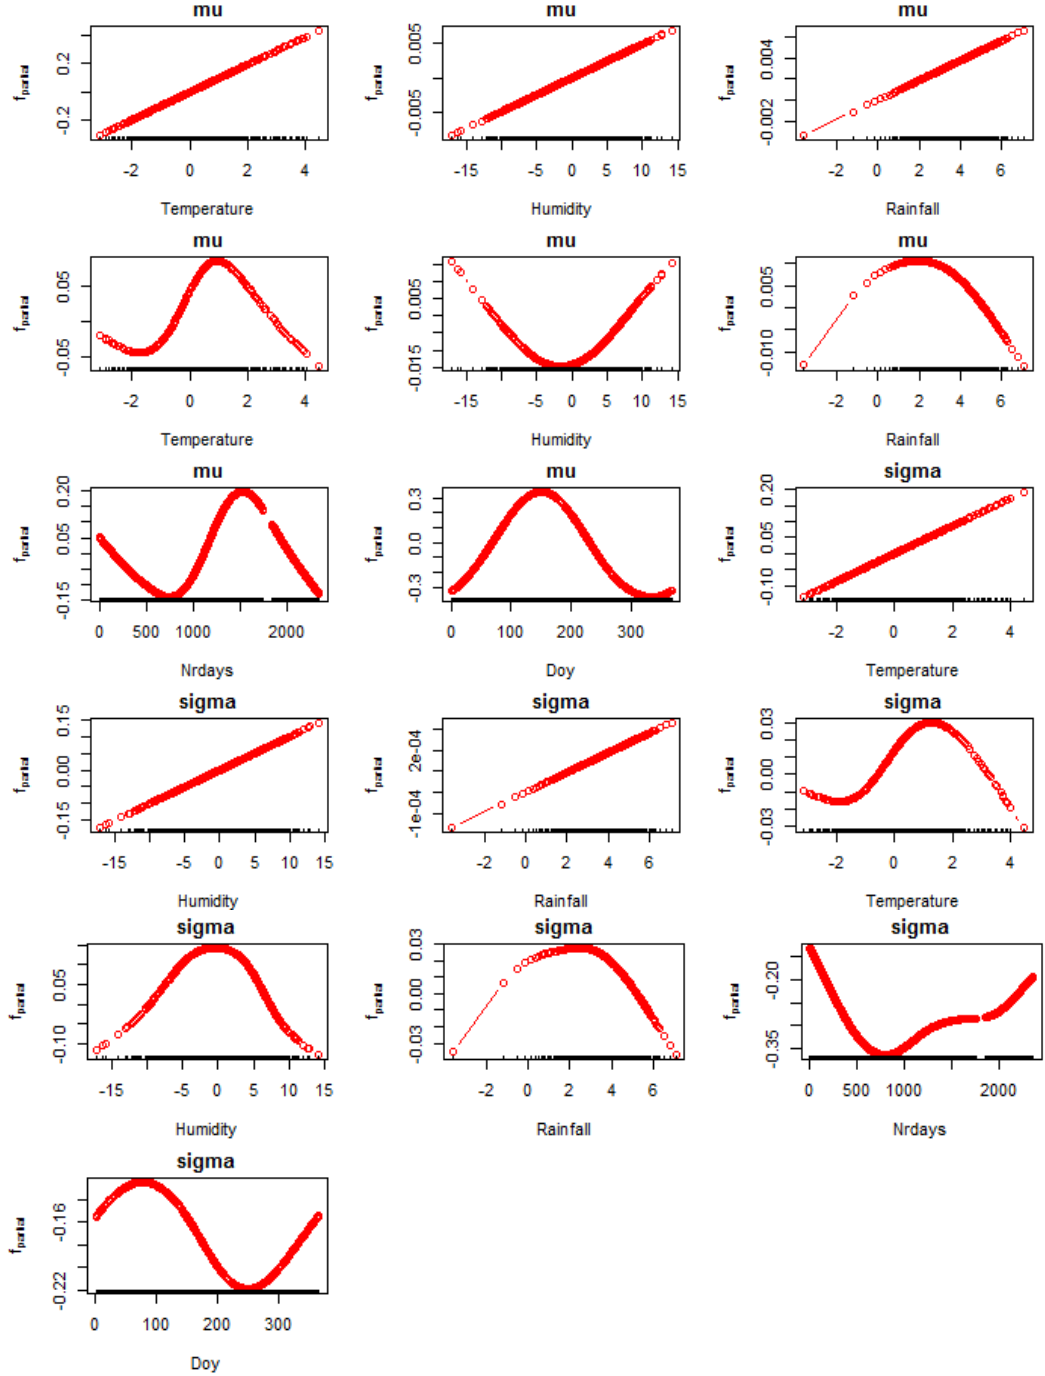 mu mu mu
f_partial 0.2 -0.2 f_partial 0.005 -0.005 f_partial 0.004 -0.002
-2 0 2 4 -15 -5 0 5 10 15 -2 0 2 4 6
Temperature Humidity Rainfall
mu mu mu
f_partial 0.05 -0.05 f_partial 0.005 -0.015 f_partial 0.005 -0.010
-2 0 2 4 -15 -5 0 5 10 15 -2 0 2 4 6
Temperature Humidity Rainfall
mu mu sigma
f_partial 0.20 0.05 -0.15 f_partial 0.3 0.0 -0.3 f_partial 0.20 0.05 -0.10
0 500 1000 2000 0 100 200 300 -2 0 2 4
Nrdays Doy Temperature
sigma sigma sigma
f_partial 0.15 0.00 -0.15 f_partial 2e-04 -1e-04 f_partial 0.03 0.00 -0.03
-15 -5 0 5 10 15 -2 0 2 4 6 -2 0 2 4
Humidity Rainfall Temperature
sigma sigma sigma
f_partial 0.05 -0.10 f_partial 0.03 0.00 -0.03 f_partial -0.20 -0.35
-15 -5 0 5 10 15 -2 0 2 4 6 0 500 1000 2000
Humidity Rainfall Nrdays
sigma
f_partial -0.16 -0.22
0 100 200 300
Doy